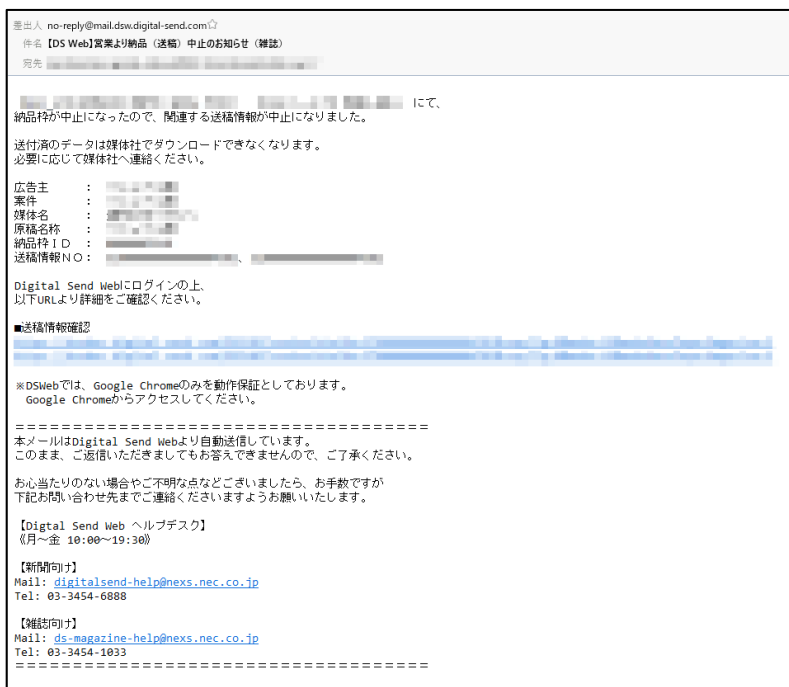 差出人 no-reply@mail.dsw.digital-send.com☆
件名 【DS Web】営業より納品（送稿）中止のお知らせ（雑誌）
宛先
にて、
納品枠が中止になったので、関連する送稿情報が中止になりました。
送付済のデータは媒体社でダウンロードできなくなります。
必要に応じて媒体社へ連絡ください。
広告主　　：
案件　　　：
媒体名　　：
原稿名称　：
納品枠ＩＤ：
送稿情報ＮＯ：　、
Digital Send Webにログインの上、
以下URLより詳細をご確認ください。
■送稿情報確認
※DSWebでは、Google Chromeのみを動作保証としております。
Google Chromeからアクセスしてください。
＝＝＝＝＝＝＝＝＝＝＝＝＝＝＝＝＝＝＝＝＝＝＝＝＝＝＝＝＝＝＝＝＝＝＝＝
本メールはDigital Send Webより自動送信しています。
このまま、ご返信いただきましてもお答えできませんので、ご了承ください。
お心当たりのない場合やご不明な点などございましたら、お手数ですが
下記お問い合わせ先までご連絡くださいますようお願いいたします。
【Digtal Send Web ヘルプデスク】
《月～金 10:00～19:30》
【新聞向け】
Mail: digitalsend-help@nexs.nec.co.jp
Tel: 03-3454-6888
【雑誌向け】
Mail: ds-magazine-help@nexs.nec.co.jp
Tel: 03-3454-1033
＝＝＝＝＝＝＝＝＝＝＝＝＝＝＝＝＝＝＝＝＝＝＝＝＝＝＝＝＝＝＝＝＝＝＝＝